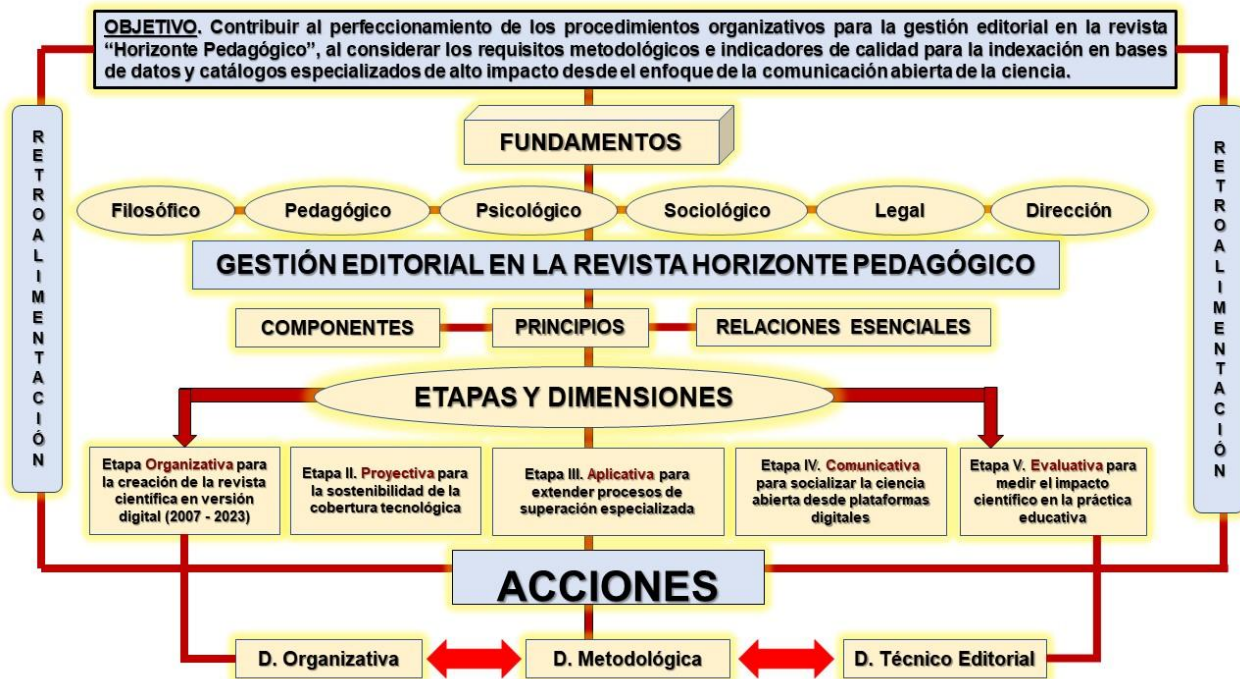 OBJETIVO. Contribuir al perfeccionamiento de los procedimientos organizativos para la gestión editorial en la revista
“Horizonte Pedagógico”, al considerar los requisitos metodológicos e indicadores de calidad para la indexación en bases
de datos y catálogos especializados de alto impacto desde el enfoque de la comunicación abierta de la ciencia.
RETROALIMENTACIÓN
FUNDAMENTOS
Filosófico
Pedagógico
Psicológico
Sociológico
Legal
Dirección
GESTIÓN EDITORIAL EN LA REVISTA HORIZONTE PEDAGÓGICO
COMPONENTES
PRINCIPIOS
RELACIONES ESENCIALES
ETAPAS Y DIMENSIONES
Etapa Organizativa para
la creación de la revista
científica en versión
digital (2007 - 2023)
Etapa II. Proyectiva para
la sostenibilidad de la
cobertura tecnológica
Etapa III. Aplicativa para
extender procesos de
superación especializada
Etapa IV. Comunicativa
para socializar la ciencia
abierta desde plataformas
digitales
Etapa V. Evaluativa para
medir el impacto
científico en la práctica
educativa
ACCIONES
D. Organizativa
D. Metodológica
D. Técnico Editorial
RETROALIMENTACIÓN